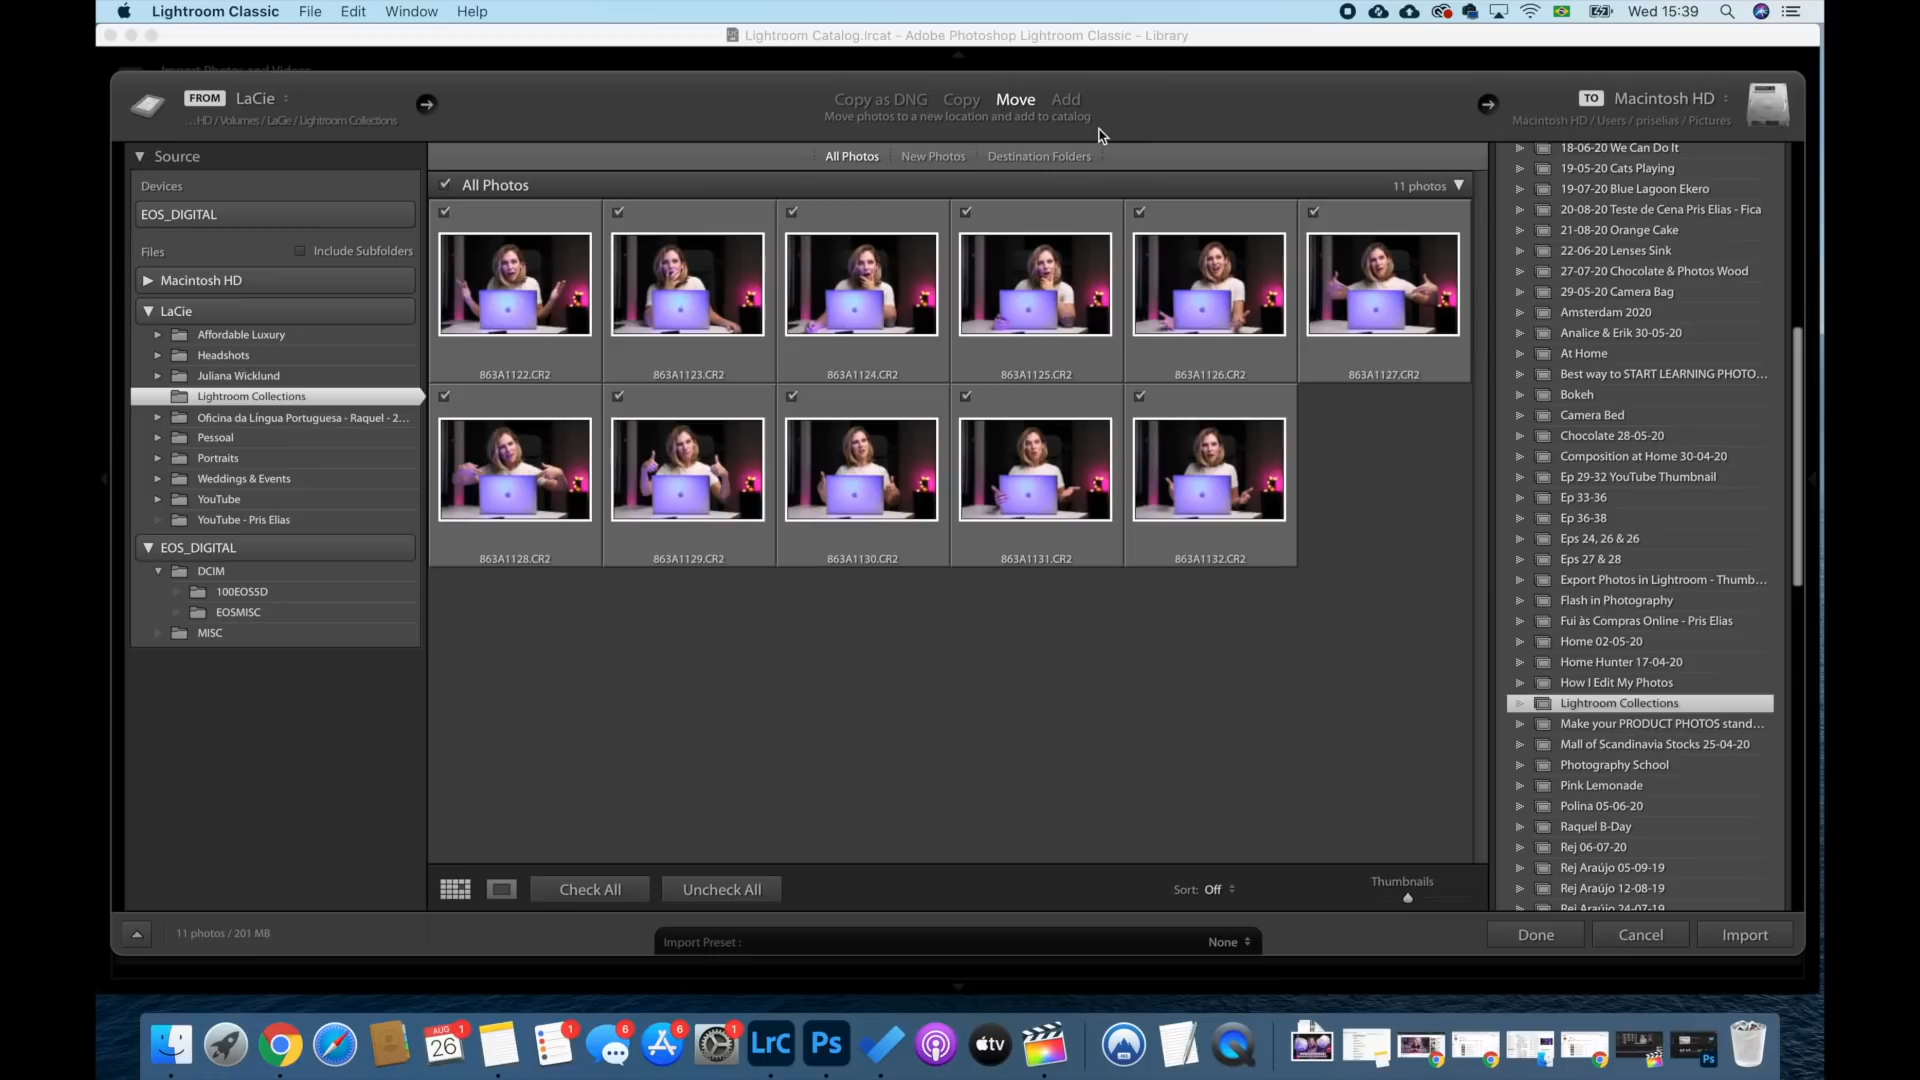 Lightroom Classic File Edit Window Help
Wed 15:39
Lightroom Catalog.lrcat - Adobe Photoshop Lightroom Classic - Library
FROM LaCie
...HD / Volumes / LaCie / Lightroom Collections
Copy as DNG Copy Move Add
Move photos to a new location and add to catalog
TO Macintosh HD
Macintosh HD / Users / priselias / Pictures
Source
Devices
EOS_DIGITAL
Files Include Subfolders
Macintosh HD
LaCie
Affordable Luxury
Headshots
Juliana Wicklund
Lightroom Collections
Oficina da Língua Portuguesa - Raquel - 2...
Pessoal
Portraits
Weddings & Events
YouTube
YouTube - Pris Elias
EOS_DIGITAL
DCIM
100EOS5D
EOSMISC
MISC
All Photos New Photos Destination Folders
All Photos 11 photos
863A1122.CR2 863A1123.CR2 863A1124.CR2 863A1125.CR2 863A1126.CR2 863A1127.CR2
863A1128.CR2 863A1129.CR2 863A1130.CR2 863A1131.CR2 863A1132.CR2
18-06-20 We Can Do It
19-05-20 Cats Playing
19-07-20 Blue Lagoon Ekero
20-08-20 Teste de Cena Pris Elias - Fica
21-08-20 Orange Cake
22-06-20 Lenses Sink
27-07-20 Chocolate & Photos Wood
29-05-20 Camera Bag
Amsterdam 2020
Analice & Erik 30-05-20
At Home
Best way to START LEARNING PHOTO...
Bokeh
Camera Bed
Chocolate 28-05-20
Composition at Home 30-04-20
Ep 29-32 YouTube Thumbnail
Ep 33-36
Ep 36-38
Eps 24, 26 & 26
Eps 27 & 28
Export Photos in Lightroom - Thumb...
Flash in Photography
Fui às Compras Online - Pris Elias
Home 02-05-20
Home Hunter 17-04-20
How I Edit My Photos
Lightroom Collections
Make your PRODUCT PHOTOS stand...
Mall of Scandinavia Stocks 25-04-20
Photography School
Pink Lemonade
Polina 05-06-20
Raquel B-Day
Rej 06-07-20
Rej Araújo 05-09-19
Rej Araújo 12-08-19
Rej Araújo 24-07-19
Check All Uncheck All
Sort: Off
Thumbnails
11 photos / 201 MB
Import Preset : None
Done Cancel Import
AUG 26 1
1
6
6
1
LrC Ps
tv
Ps